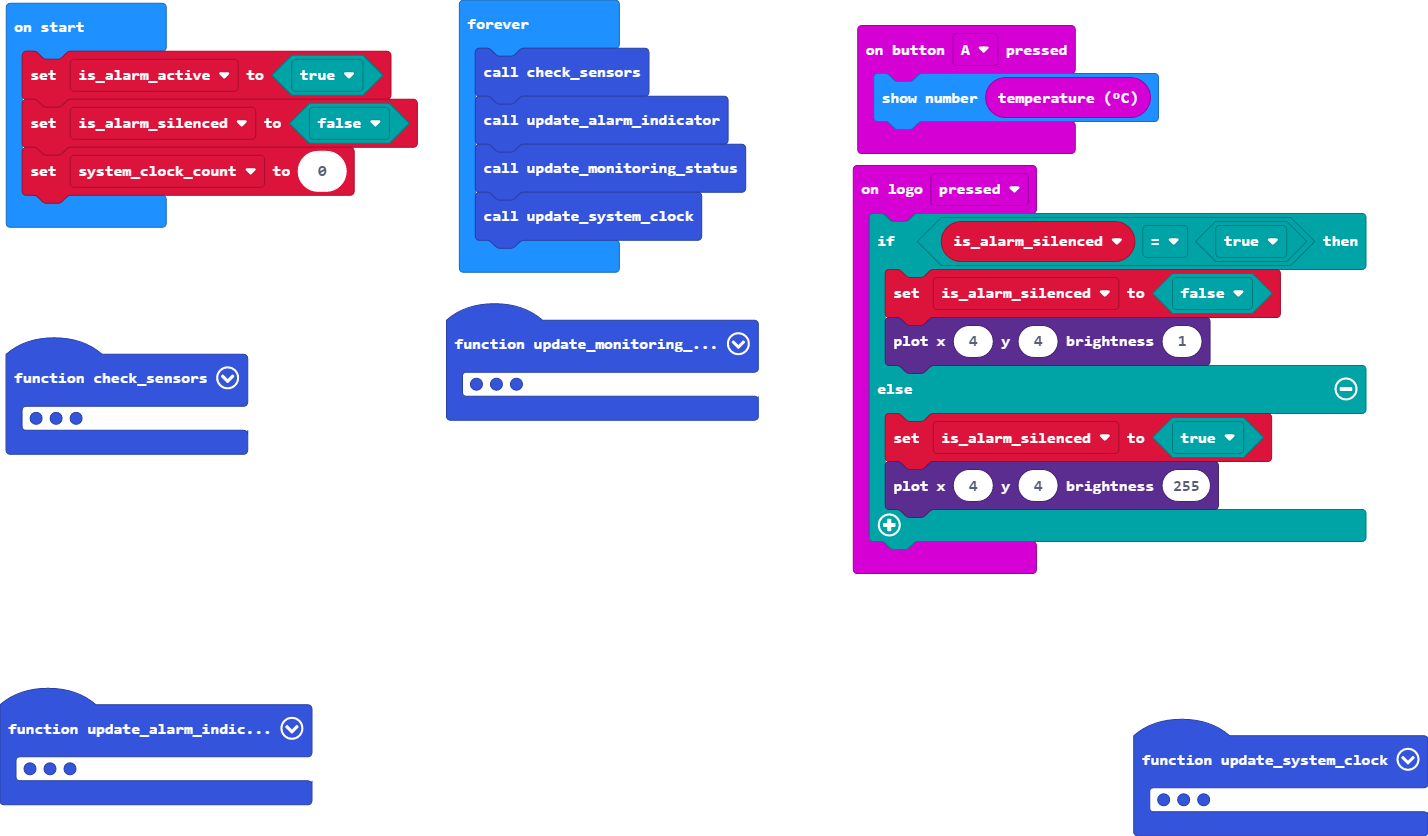 on start
set is_alarm_active to true
set is_alarm_silenced to false
set system_clock_count to 0
forever
call check_sensors
call update_alarm_indicator
call update_monitoring_status
call update_system_clock
on button A pressed
show number temperature (°C)
on logo pressed
if is_alarm_silenced = true then
set is_alarm_silenced to false
plot x 4 y 4 brightness 1
else
set is_alarm_silenced to true
plot x 4 y 4 brightness 255
function check_sensors
function update_monitoring_...
function update_alarm_indic...
function update_system_clock